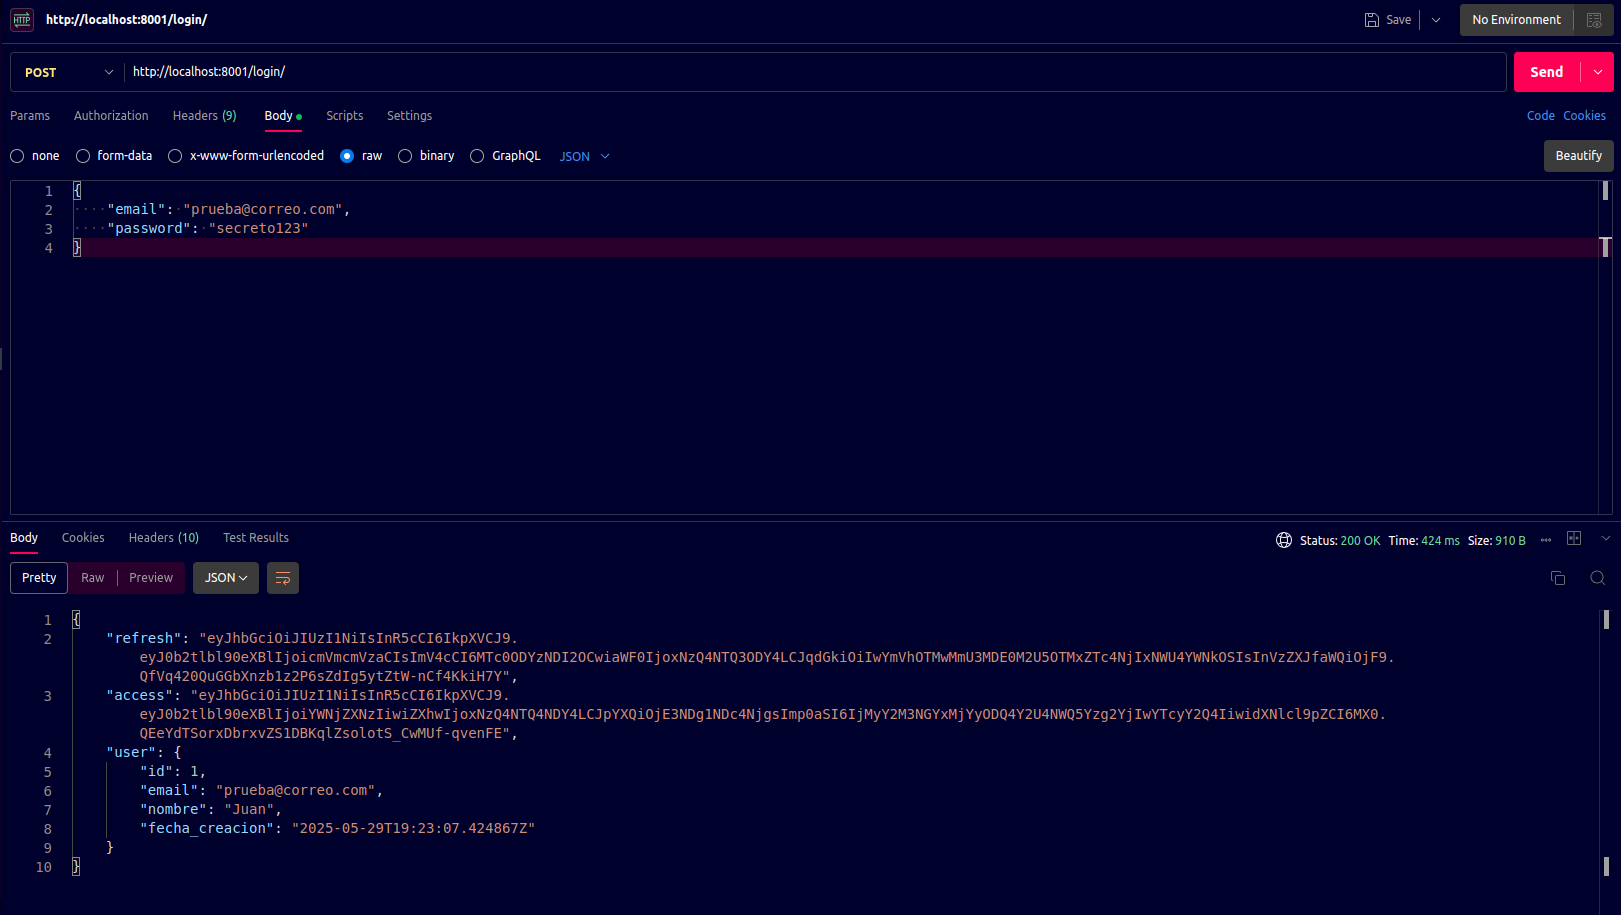 HTTP http://localhost:8001/login/ Save No Environment
POST http://localhost:8001/login/ Send
Params Authorization Headers (9) Body Scripts Settings Code Cookies
none form-data x-www-form-urlencoded raw binary GraphQL JSON Beautify
1 {
2 ····"email":·"prueba@correo.com",
3 ····"password":·"secreto123"
4 }
Body Cookies Headers (10) Test Results Status: 200 OK Time: 424 ms Size: 910 B
Pretty Raw Preview JSON
1 {
2 "refresh": "eyJhbGciOiJIUzI1NiIsInR5cCI6IkpXVCJ9.
eyJ0b2tlbl90eXBlIjoicmVmcmVzaCIsImV4cCI6MTc0ODYzNDI2OCwiaWF0IjoxNzQ4NTQ3ODY4LCJqdGkiOiIwYmVhOTMwMmU3MDE0M2U5OTMxZTc4NjIxNWU4YWNkOSIsInVzZXJfaWQiOjF9.
QfVq420QuGGbXnzb1z2P6sZdIg5ytZtW-nCf4KkiH7Y",
3 "access": "eyJhbGciOiJIUzI1NiIsInR5cCI6IkpXVCJ9.
eyJ0b2tlbl90eXBlIjoiYWNjZXNzIiwiZXhwIjoxNzQ4NTQ4NDY4LCJpYXQiOjE3NDg1NDc4NjgsImp0aSI6IjMyY2M3NGYxMjYyODQ4Y2U4NWQ5Yzg2YjIwYTcyY2Q4IiwidXNlcl9pZCI6MX0.
QEeYdTSorxDbrxvZS1DBKqlZsolotS_CwMUf-qvenFE",
4 "user": {
5 "id": 1,
6 "email": "prueba@correo.com",
7 "nombre": "Juan",
8 "fecha_creacion": "2025-05-29T19:23:07.424867Z"
9 }
10 }